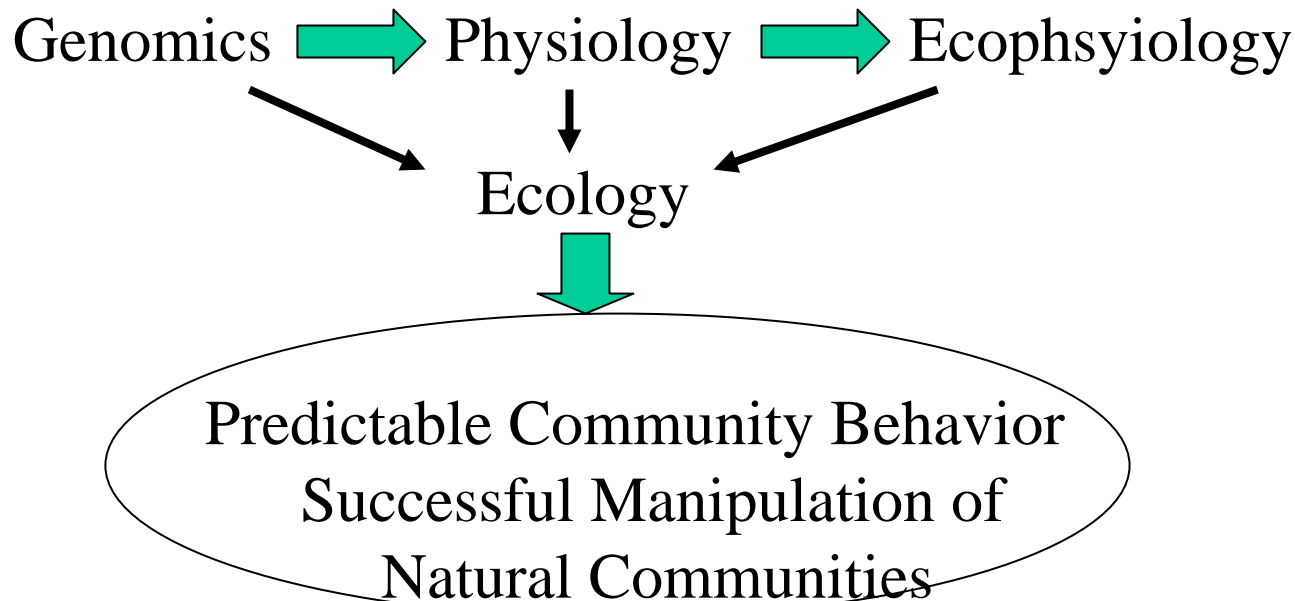 Genomics Physiology Ecophsyiology
Ecology
Predictable Community Behavior
Successful Manipulation of
Natural Communities